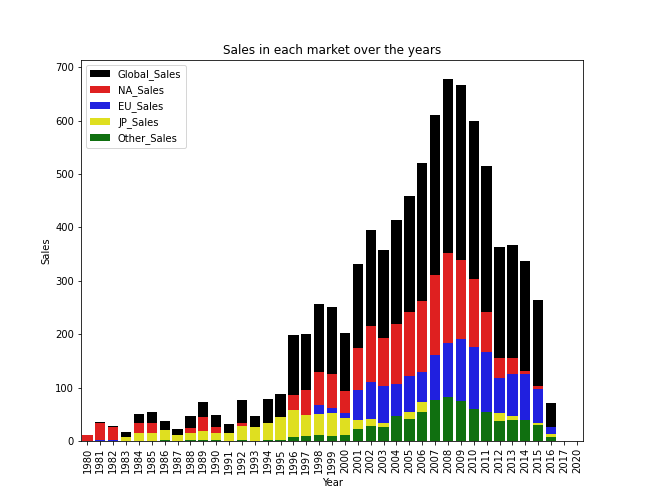 Sales in each market over the years
Global_Sales
NA_Sales
EU_Sales
JP_Sales
Other_Sales
700
600
500
400
300
200
100
0
Sales
1980 1981 1982 1983 1984 1985 1986 1987 1988 1989 1990 1991 1992 1993 1994 1995 1996 1997 1998 1999 2000 2001 2002 2003 2004 2005 2006 2007 2008 2009 2010 2011 2012 2013 2014 2015 2016 2017 2020
Year